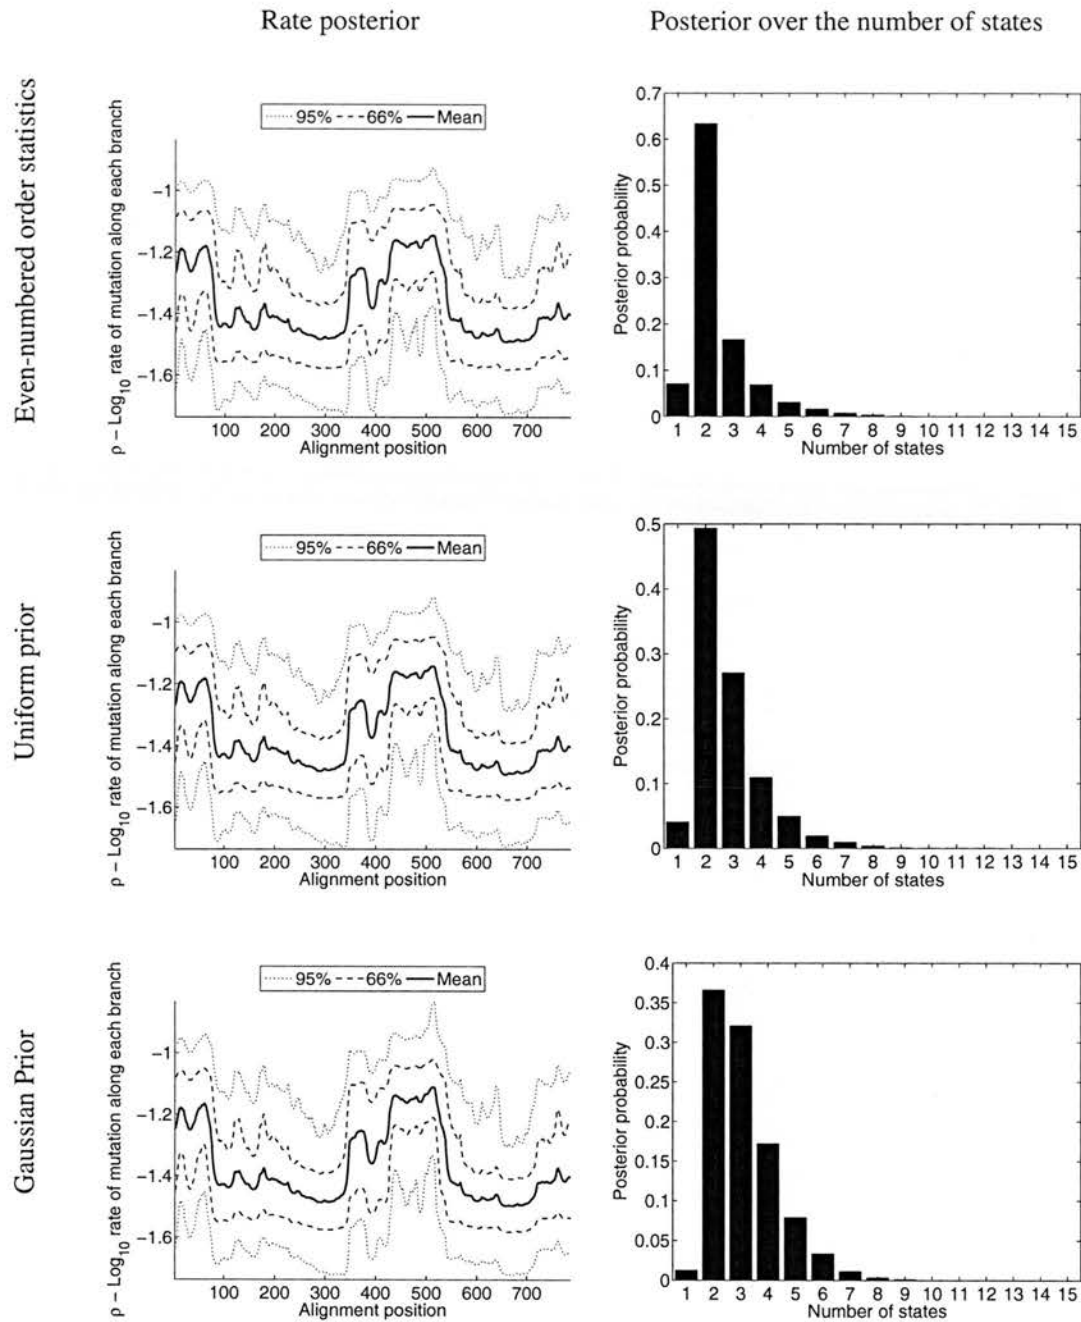 Rate posterior
Posterior over the number of states
Even-numbered order statistics
95% 66% Mean
ρ – Log10 rate of mutation along each branch
−1
−1.2
−1.4
−1.6
100 200 300 400 500 600 700
Alignment position
Posterior probability
0.7
0.6
0.5
0.4
0.3
0.2
0.1
0
1 2 3 4 5 6 7 8 9 10 11 12 13 14 15
Number of states
Uniform prior
95% 66% Mean
ρ – Log10 rate of mutation along each branch
−1
−1.2
−1.4
−1.6
100 200 300 400 500 600 700
Alignment position
Posterior probability
0.5
0.4
0.3
0.2
0.1
0
1 2 3 4 5 6 7 8 9 10 11 12 13 14 15
Number of states
Gaussian Prior
95% 66% Mean
ρ – Log10 rate of mutation along each branch
−1
−1.2
−1.4
−1.6
100 200 300 400 500 600 700
Alignment position
Posterior probability
0.4
0.35
0.3
0.25
0.2
0.15
0.1
0.05
0
1 2 3 4 5 6 7 8 9 10 11 12 13 14 15
Number of states